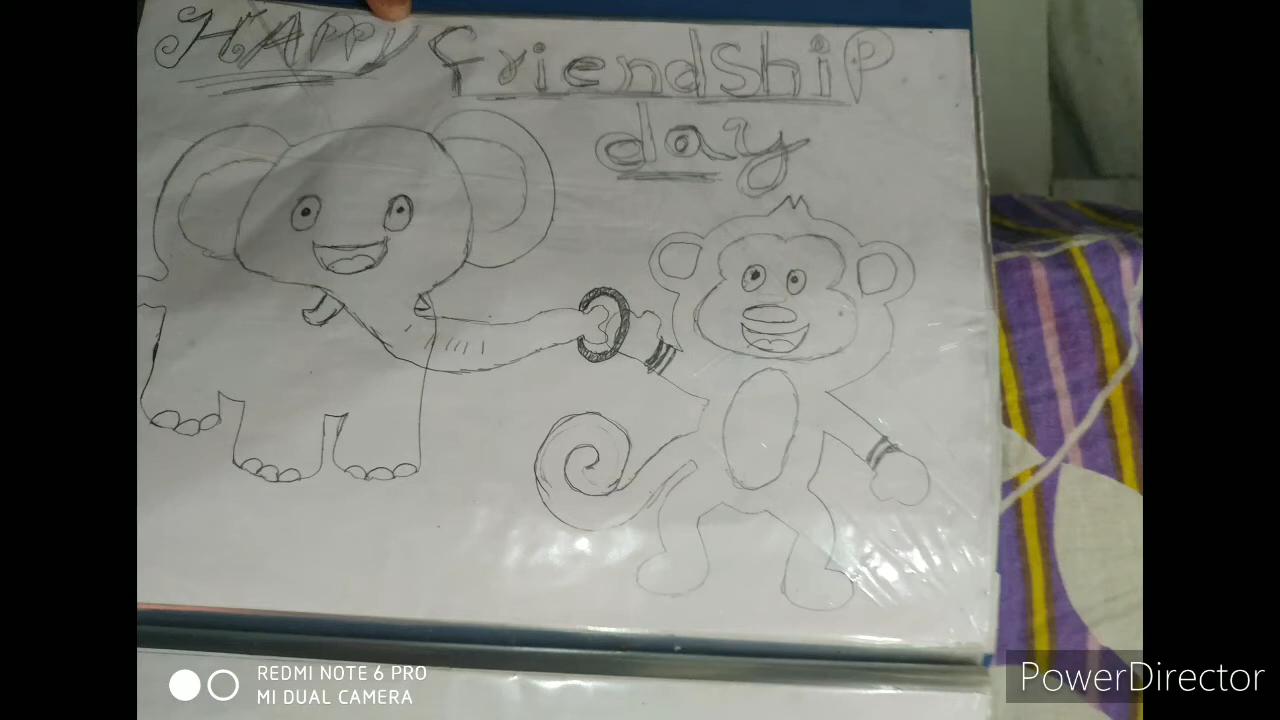 HAPPY friendShip
day
REDMI NOTE 6 PRO
MI DUAL CAMERA
PowerDirector